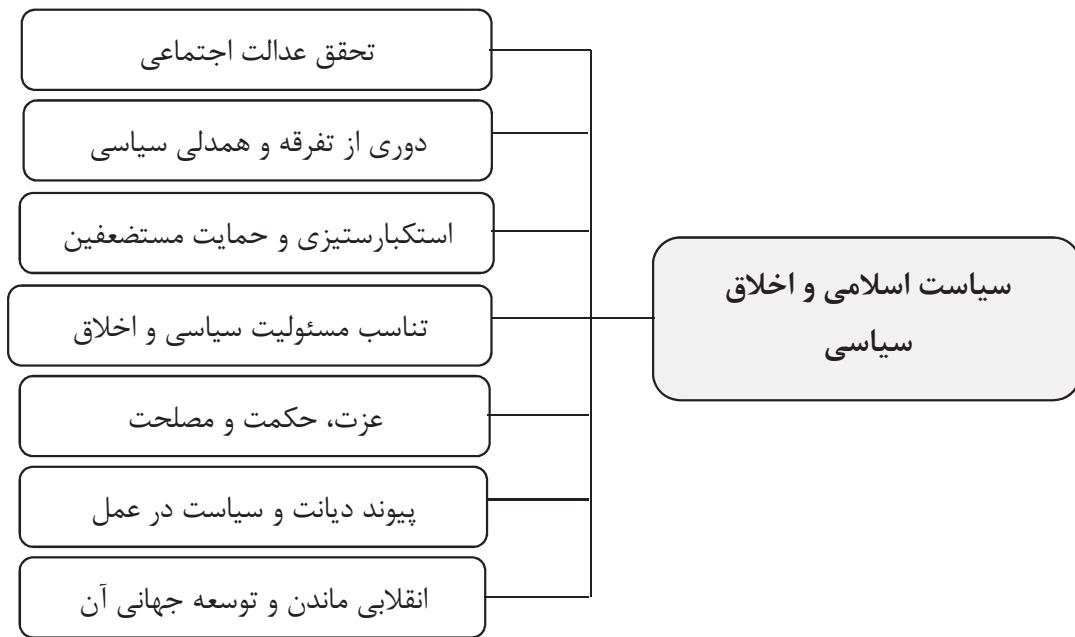 سیاست اسلامی و اخلاق
سیاسی
تحقق عدالت اجتماعی
دوری از تفرقه و همدلی سیاسی
استکبارستیزی و حمایت مستضعفین
تناسب مسئولیت سیاسی و اخلاق
عزت، حکمت و مصلحت
پیوند دیانت و سیاست در عمل
انقلابی ماندن و توسعه جهانی آن